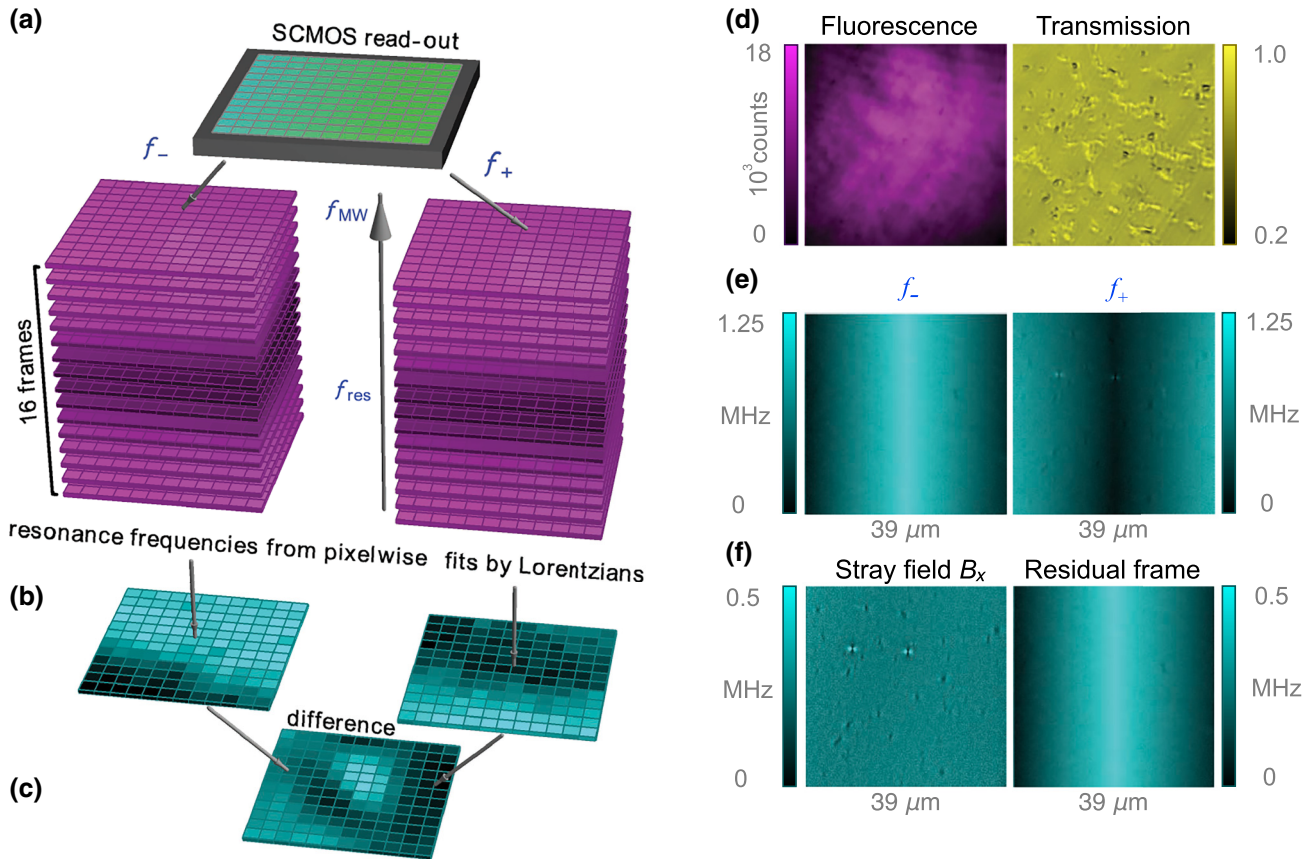 (a)
SCMOS read-out
f–
f+
fMW
fres
16 frames
resonance frequencies from pixelwise fits by Lorentzians
(b)
difference
(c)
(d)
Fluorescence Transmission
18
10³counts
0
1.0
0.2
(e)
f– f+
1.25
MHz
0
1.25
MHz
0
39 µm 39 µm
(f)
Stray field Bx Residual frame
0.5
MHz
0
0.5
MHz
0
39 µm 39 µm